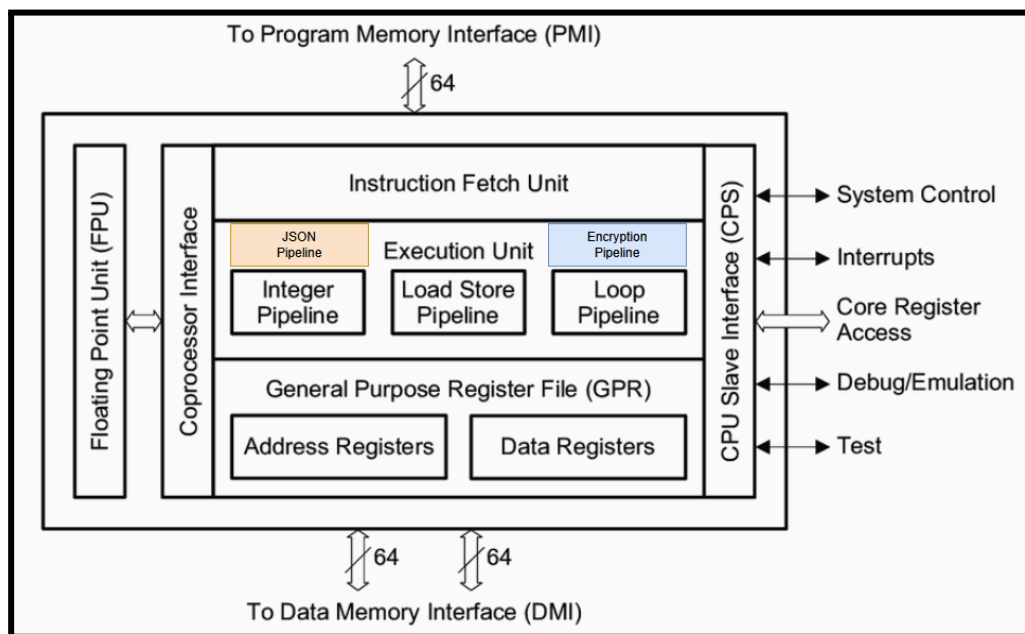 To Program Memory Interface (PMI)
64
Floating Point Unit (FPU)
Coprocessor Interface
Instruction Fetch Unit
JSON
Pipeline
Execution Unit
Encryption
Pipeline
Integer
Pipeline
Load Store
Pipeline
Loop
Pipeline
General Purpose Register File (GPR)
Address Registers
Data Registers
CPU Slave Interface (CPS)
System Control
Interrupts
Core Register
Access
Debug/Emulation
Test
64
64
To Data Memory Interface (DMI)